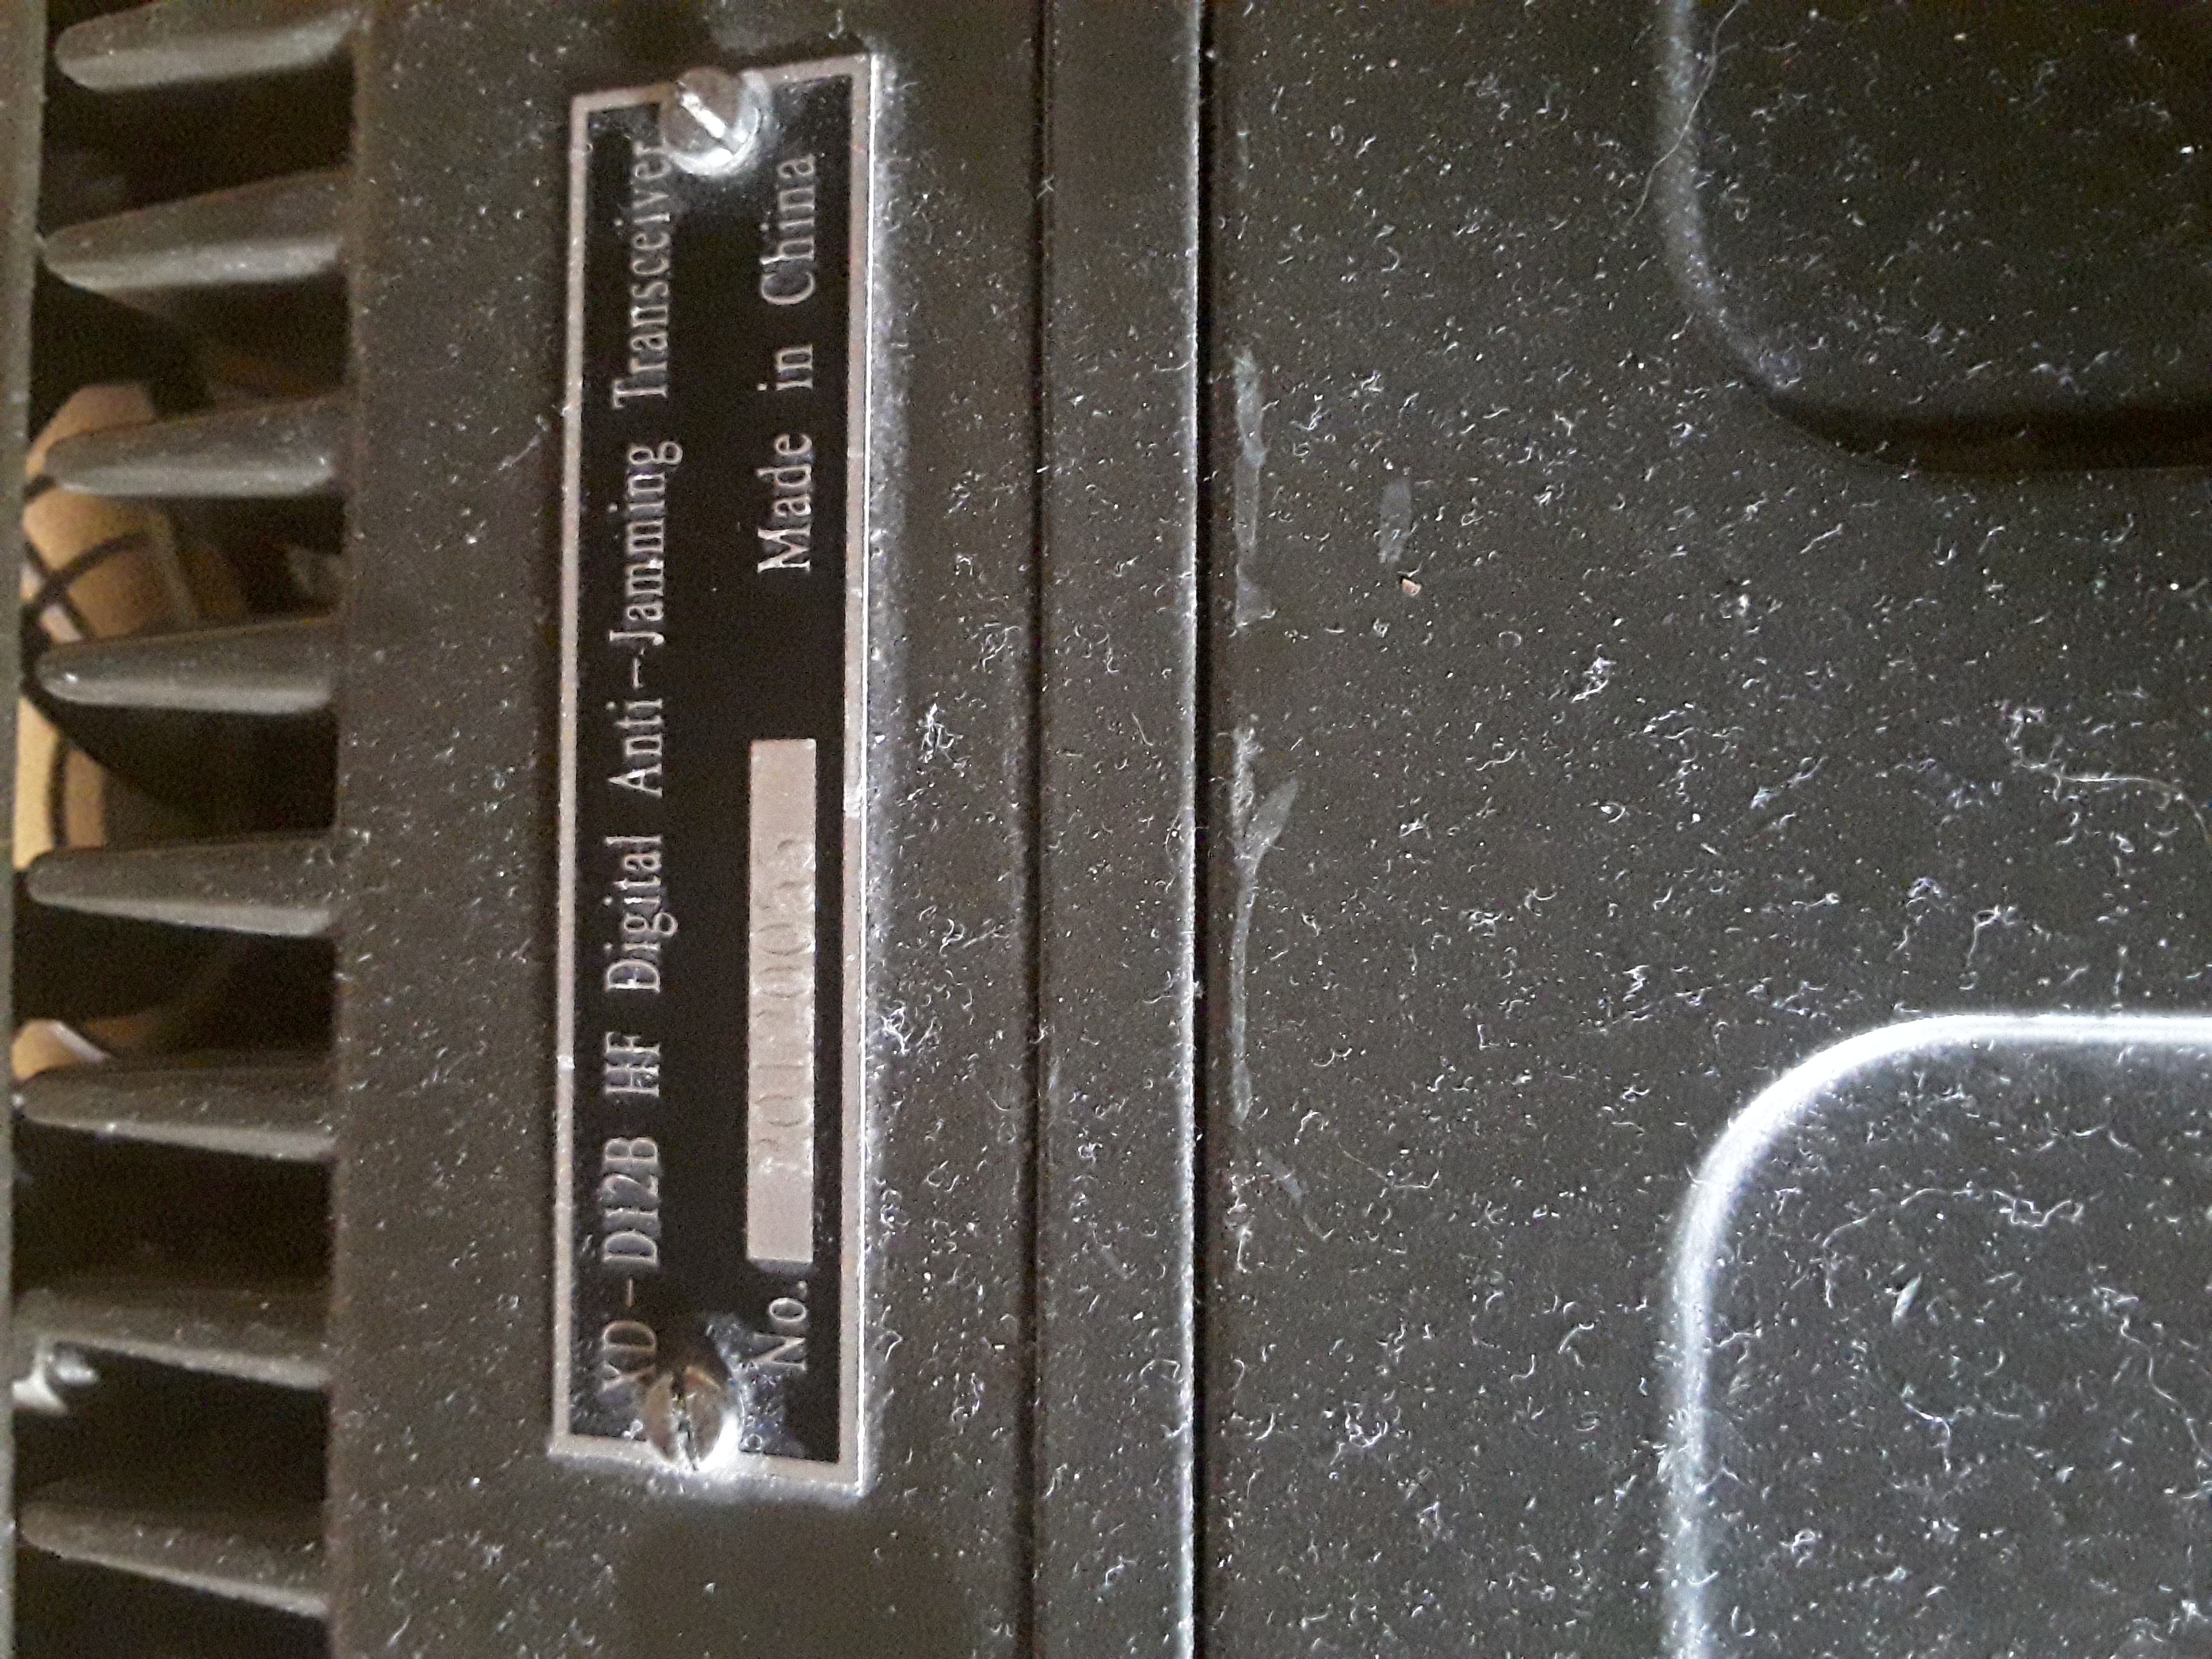 XD-D12B HF Digital Anti-Jamming Transceiver
No. Made in China